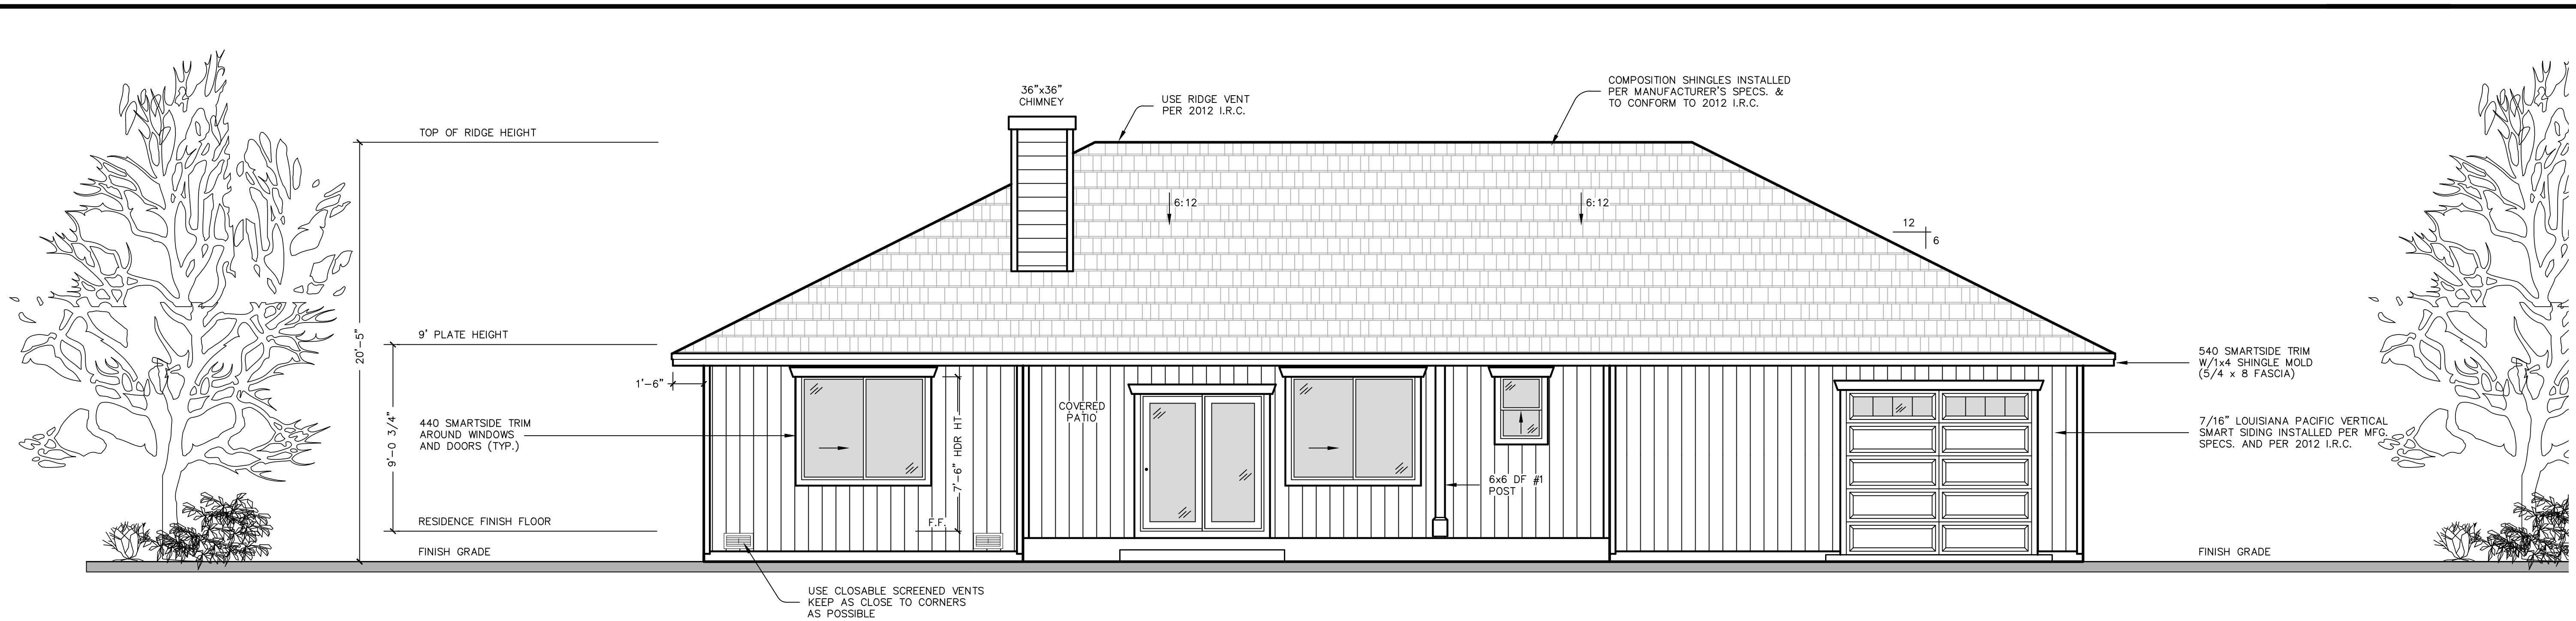 36"x36"
CHIMNEY
USE RIDGE VENT
PER 2012 I.R.C.
COMPOSITION SHINGLES INSTALLED
PER MANUFACTURER'S SPECS. &
TO CONFORM TO 2012 I.R.C.
TOP OF RIDGE HEIGHT
6:12
6:12
12
6
20'-5"
9' PLATE HEIGHT
1'-6"
9'-0 3/4"
440 SMARTSIDE TRIM
AROUND WINDOWS
AND DOORS (TYP.)
7'-6" HDR HT
F.F.
COVERED
PATIO
6x6 DF #1
POST
540 SMARTSIDE TRIM
W/1x4 SHINGLE MOLD
(5/4 x 8 FASCIA)
7/16" LOUISIANA PACIFIC VERTICAL
SMART SIDING INSTALLED PER MFG.
SPECS. AND PER 2012 I.R.C.
RESIDENCE FINISH FLOOR
FINISH GRADE
FINISH GRADE
USE CLOSABLE SCREENED VENTS
KEEP AS CLOSE TO CORNERS
AS POSSIBLE